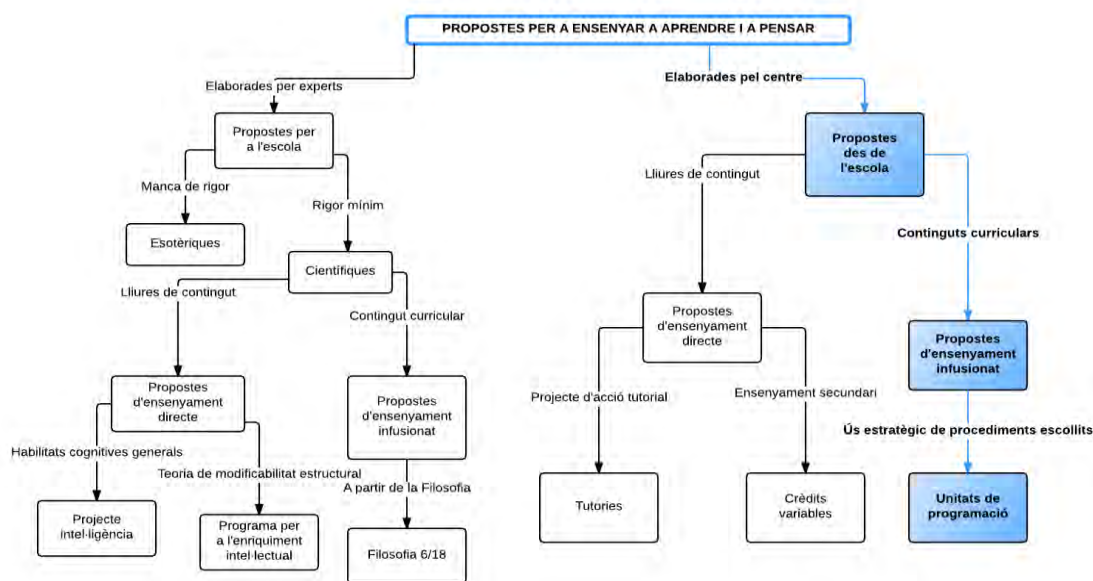 PROPOSTES PER A ENSENYAR A APRENDRE I A PENSAR
Elaborades per experts
Elaborades pel centre
Propostes per
a l'escola
Propostes
des de
l'escola
Manca de rigor
Rigor mínim
Lliures de contingut
Continguts curriculars
Esotèriques
Científiques
Lliures de contingut
Contingut curricular
Propostes
d'ensenyament
directe
Propostes
d'ensenyament
infusionat
Propostes
d'ensenyament
directe
Propostes
d'ensenyament
infusionat
Projecte d'acció tutorial
Ensenyament secundari
Ús estratègic de procediments escollits
Habilitats cognitives generals
Teoria de modificabilitat estructural
A partir de la Filosofia
Projecte
intel·ligència
Programa per
a l'enriquiment
intel·lectual
Filosofia 6/18
Tutories
Crèdits
variables
Unitats de
programació